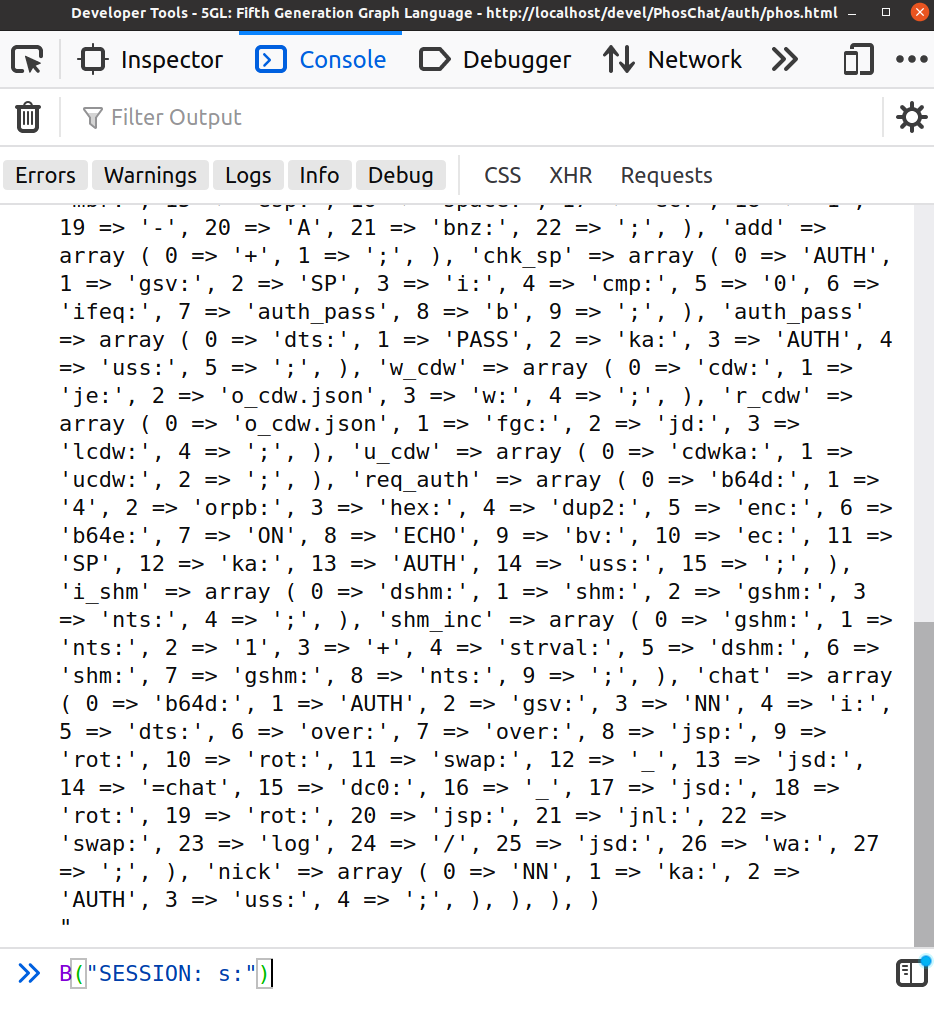 Developer Tools - 5GL: Fifth Generation Graph Language - http://localhost/devel/PhosChat/auth/phos.html
Inspector Console Debugger Network
Filter Output
Errors Warnings Logs Info Debug CSS XHR Requests
19 => '-', 20 => 'A', 21 => 'bnz:', 22 => ';', ), 'add' =>
array ( 0 => '+', 1 => ';', ), 'chk_sp' => array ( 0 => 'AUTH',
1 => 'gsv:', 2 => 'SP', 3 => 'i:', 4 => 'cmp:', 5 => '0', 6 =>
'ifeq:', 7 => 'auth_pass', 8 => 'b', 9 => ';', ), 'auth_pass'
=> array ( 0 => 'dts:', 1 => 'PASS', 2 => 'ka:', 3 => 'AUTH', 4
=> 'uss:', 5 => ';', ), 'w_cdw' => array ( 0 => 'cdw:', 1 =>
'je:', 2 => 'o_cdw.json', 3 => 'w:', 4 => ';', ), 'r_cdw' =>
array ( 0 => 'o_cdw.json', 1 => 'fgc:', 2 => 'jd:', 3 =>
'lcdw:', 4 => ';', ), 'u_cdw' => array ( 0 => 'cdwka:', 1 =>
'ucdw:', 2 => ';', ), 'req_auth' => array ( 0 => 'b64d:', 1 =>
'4', 2 => 'orpb:', 3 => 'hex:', 4 => 'dup2:', 5 => 'enc:', 6 =>
'b64e:', 7 => 'ON', 8 => 'ECHO', 9 => 'bv:', 10 => 'ec:', 11 =>
'SP', 12 => 'ka:', 13 => 'AUTH', 14 => 'uss:', 15 => ';', ),
'i_shm' => array ( 0 => 'dshm:', 1 => 'shm:', 2 => 'gshm:', 3
=> 'nts:', 4 => ';', ), 'shm_inc' => array ( 0 => 'gshm:', 1 =>
'nts:', 2 => '1', 3 => '+', 4 => 'strval:', 5 => 'dshm:', 6 =>
'shm:', 7 => 'gshm:', 8 => 'nts:', 9 => ';', ), 'chat' => array
( 0 => 'b64d:', 1 => 'AUTH', 2 => 'gsv:', 3 => 'NN', 4 => 'i:',
5 => 'dts:', 6 => 'over:', 7 => 'over:', 8 => 'jsp:', 9 =>
'rot:', 10 => 'rot:', 11 => 'swap:', 12 => '_', 13 => 'jsd:',
14 => '=chat', 15 => 'dc0:', 16 => '_', 17 => 'jsd:', 18 =>
'rot:', 19 => 'rot:', 20 => 'jsp:', 21 => 'jnl:', 22 =>
'swap:', 23 => 'log', 24 => '/', 25 => 'jsd:', 26 => 'wa:', 27
=> ';', ), 'nick' => array ( 0 => 'NN', 1 => 'ka:', 2 =>
'AUTH', 3 => 'uss:', 4 => ';', ), ), ), )
"
B("SESSION: s:")